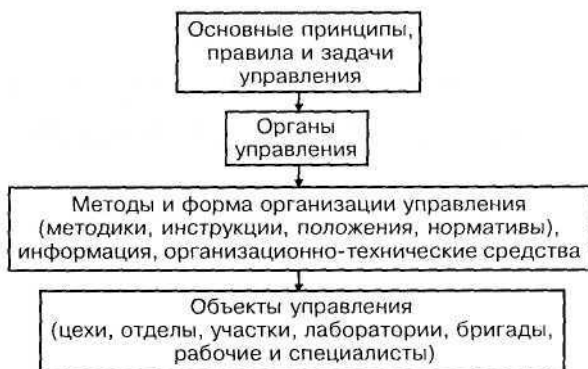 Основные принципы,
правила и задачи
управления
Органы
управления
Методы и форма организации управления
(методики, инструкции, положения, нормативы),
информация, организационно-технические средства
Объекты управления
(цехи, отделы, участки, лаборатории, бригады,
рабочие и специалисты)